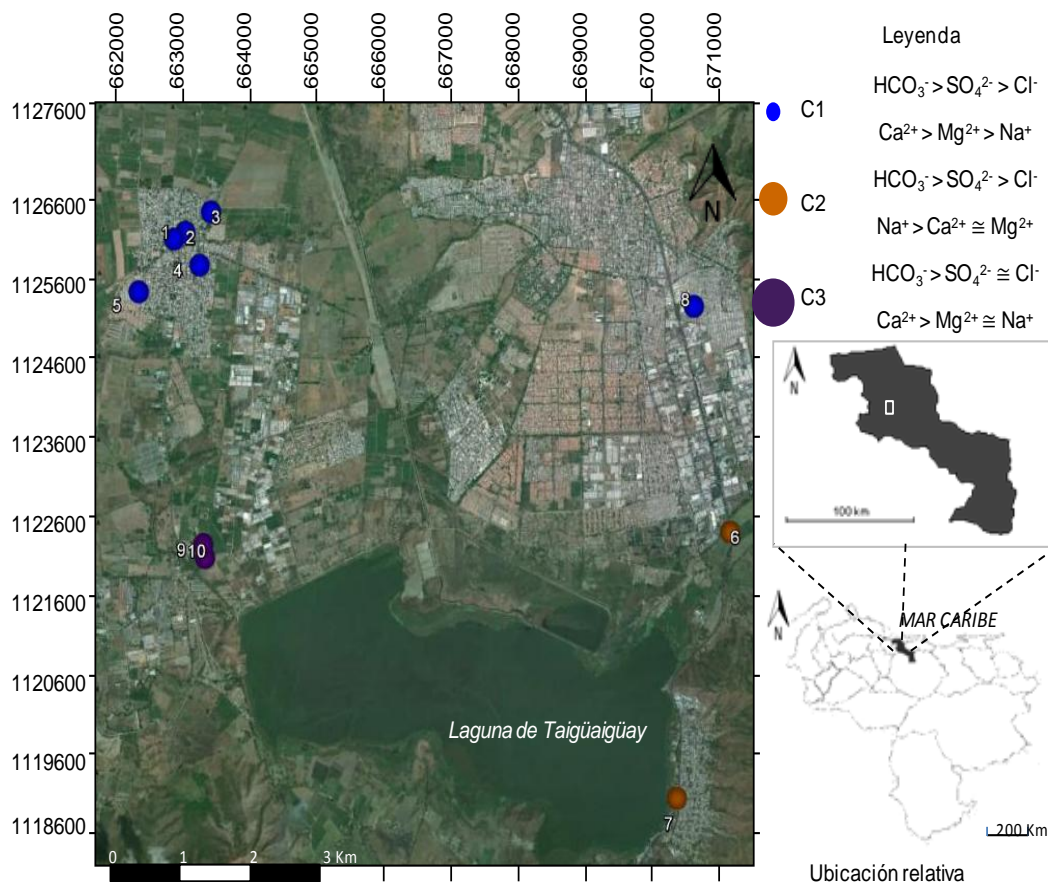 662000
663000
664000
665000
666000
667000
668000
669000
670000
671000
Leyenda
1127600
1126600
1125600
1124600
1123600
1122600
1121600
1120600
1119600
1118600
C1
HCO₃⁻ > SO₄²⁻ > Cl⁻
Ca²⁺ > Mg²⁺ > Na⁺
C2
HCO₃⁻ > SO₄²⁻ > Cl⁻
Na⁺ > Ca²⁺ ≅ Mg²⁺
C3
HCO₃⁻ > SO₄²⁻ ≅ Cl⁻
Ca²⁺ > Mg²⁺ ≅ Na⁺
N
3
1
2
4
5
8
6
9
10
7
Laguna de Taigüaigüay
0 1 2 3 Km
N
100 km
N
MAR CARIBE
200 Km
Ubicación relativa